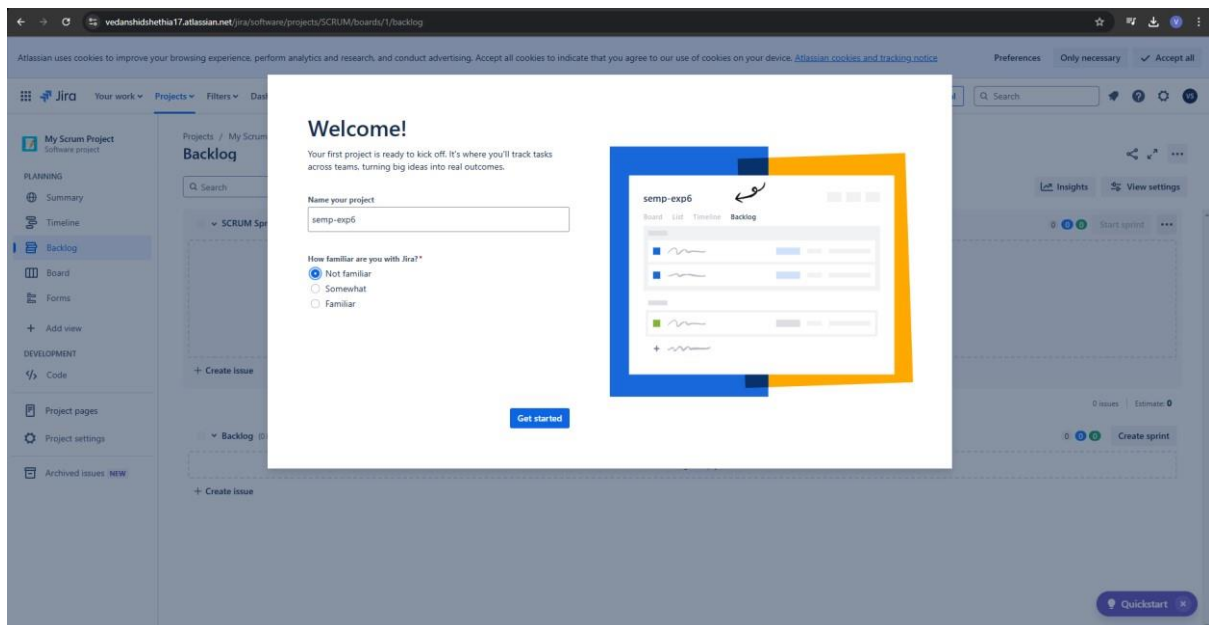 vedanshidshethia17.atlassian.net/jira/software/projects/SCRUM/boards/1/backlog
Atlassian uses cookies to improve your browsing experience, perform analytics and research, and conduct advertising. Accept all cookies to indicate that you agree to our use of cookies on your device. Atlassian cookies and tracking notice
Preferences Only necessary Accept all
Jira Your work Projects Filters Search VS
My Scrum Project
Software project
PLANNING
Summary
Timeline
Backlog
Board
Forms
+ Add view
DEVELOPMENT
Code
Project pages
Project settings
Archived issues NEW
Projects / My Scrum
Backlog
Search
Insights View settings
SCRUM
0 0 0 Start sprint
+ Create issue
0 issues Estimate: 0
Backlog
0 0 0 Create sprint
+ Create issue
Welcome!
Your first project is ready to kick off. It's where you'll track tasks
across teams, turning big ideas into real outcomes.
Name your project
semp-exp6
How familiar are you with Jira?*
Not familiar
Somewhat
Familiar
Get started
semp-exp6
Board List Timeline Backlog
Quickstart